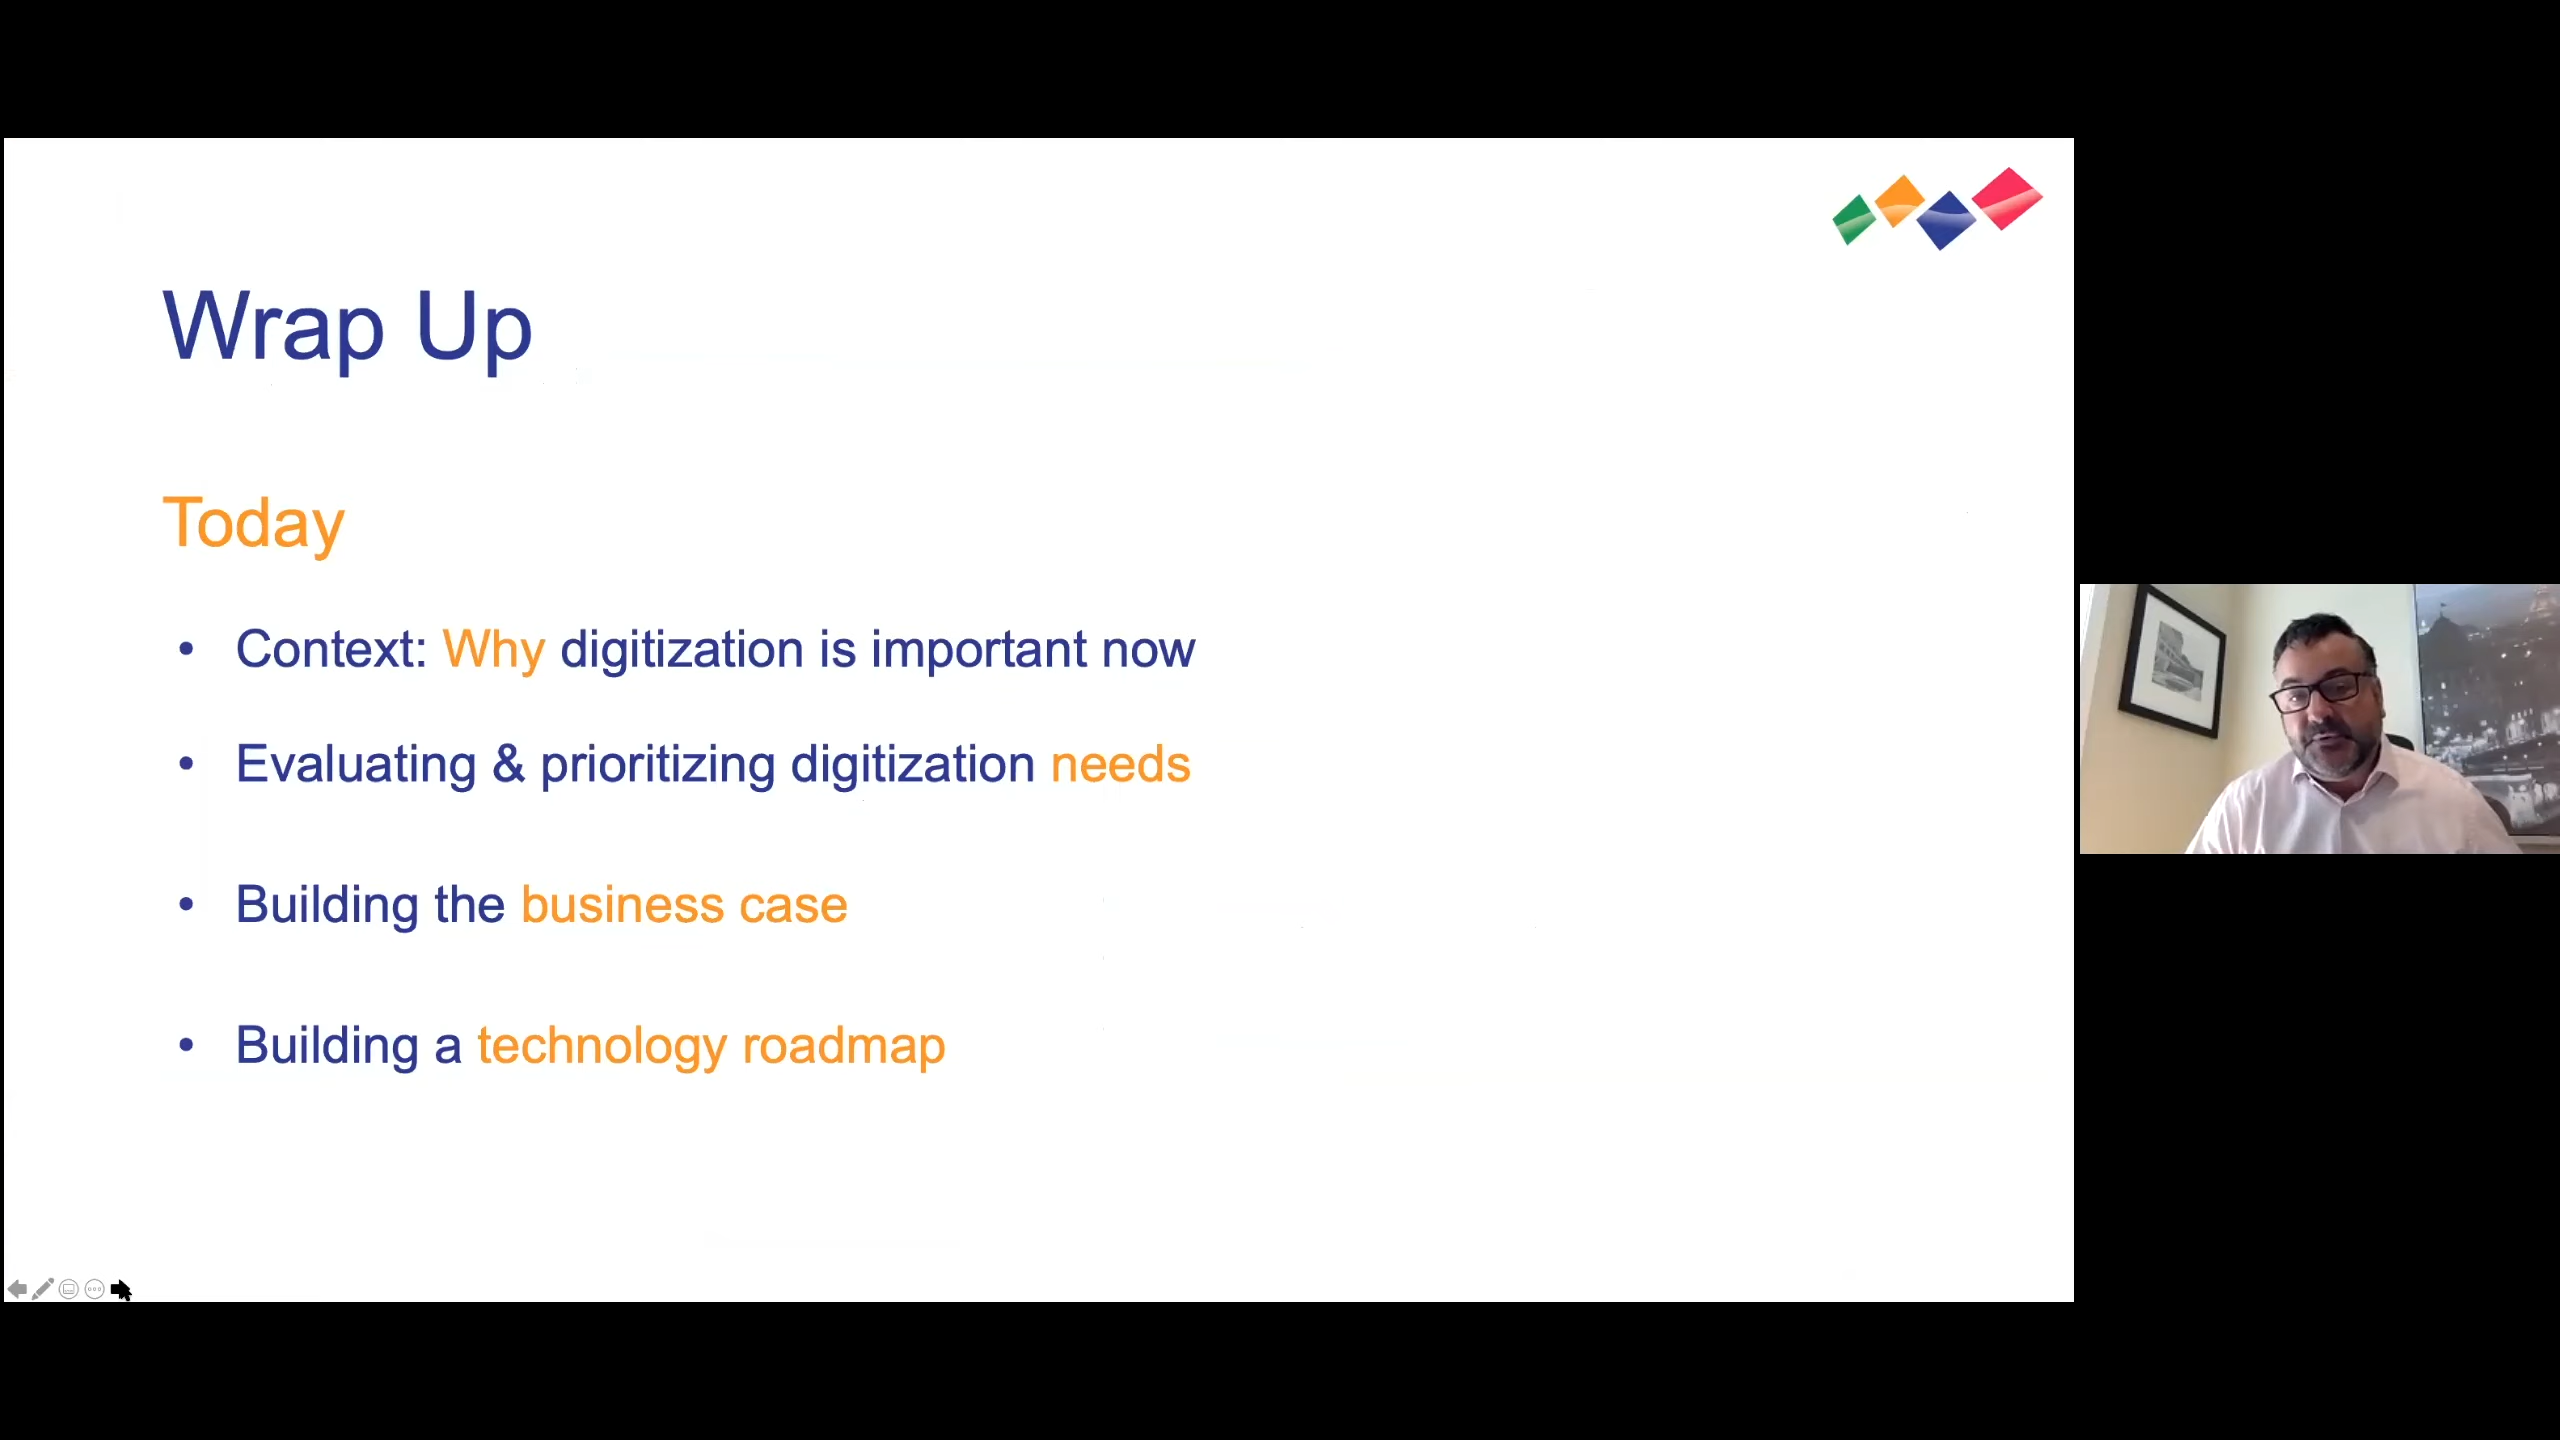 Wrap Up
Today
• Context: Why digitization is important now
• Evaluating & prioritizing digitization needs
• Building the business case
• Building a technology roadmap